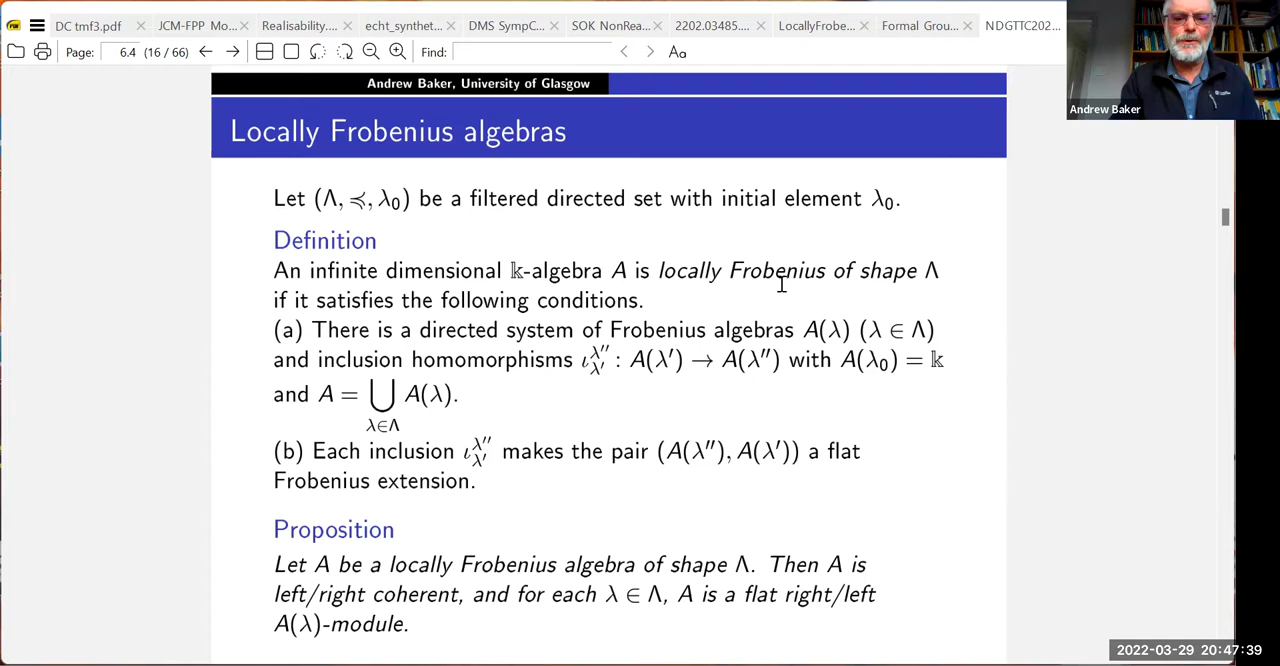 DC tmf3.pdf
JCM-FPP Mo...
Realisability....
echt_synthet...
DMS SympC...
SOK NonRea...
2202.03485....
LocallyFrobe...
Formal Grou...
NDGTTC202...
Page: 6.4 (16 / 66) Find: Aa
Andrew Baker, University of Glasgow
Andrew Baker
Locally Frobenius algebras
Let (Λ, ≼, λ₀) be a filtered directed set with initial element λ₀.
Definition
An infinite dimensional 𝕜-algebra A is locally Frobenius of shape Λ
if it satisfies the following conditions.
(a) There is a directed system of Frobenius algebras A(λ) (λ ∈ Λ)
and inclusion homomorphisms ι_{λ′}^{λ″} : A(λ′) → A(λ″) with A(λ₀) = 𝕜
and A = ⋃ A(λ).
λ∈Λ
(b) Each inclusion ι_{λ′}^{λ″} makes the pair (A(λ″), A(λ′)) a flat
Frobenius extension.
Proposition
Let A be a locally Frobenius algebra of shape Λ. Then A is
left/right coherent, and for each λ ∈ Λ, A is a flat right/left
A(λ)-module.
2022-03-29 20:47:39